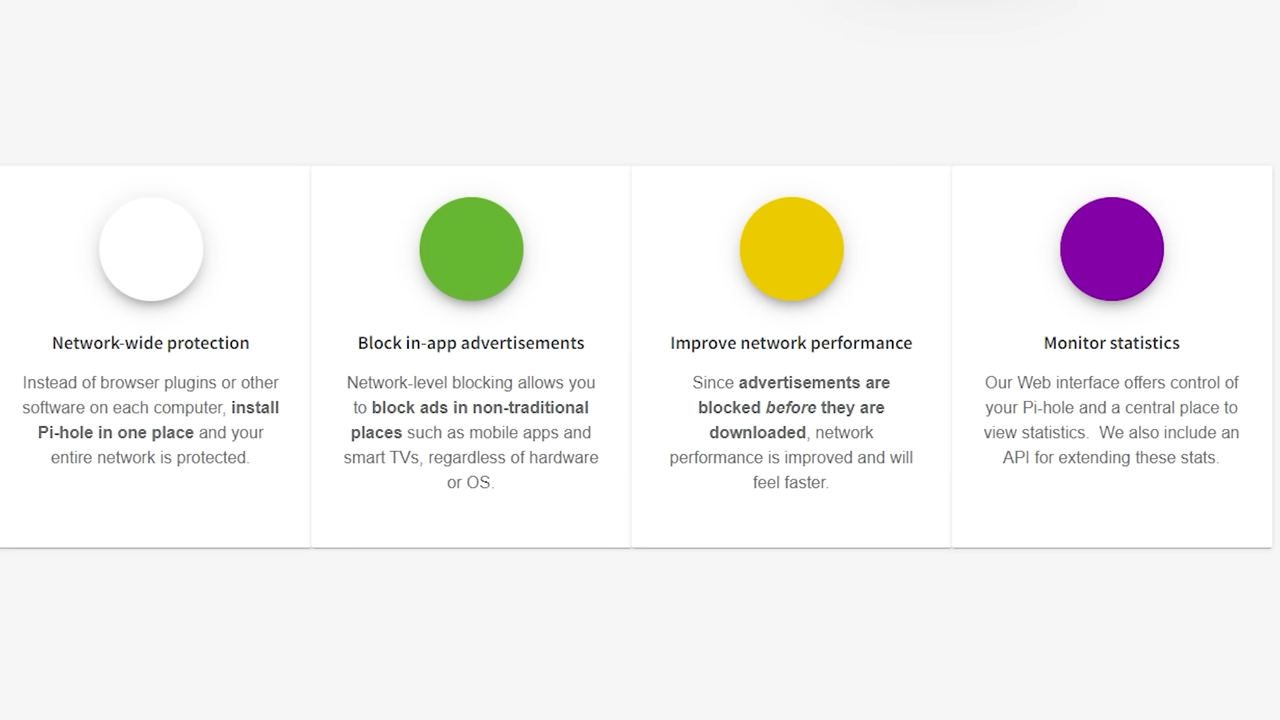 Network-wide protection
Instead of browser plugins or other
software on each computer, install
Pi-hole in one place and your
entire network is protected.
Block in-app advertisements
Network-level blocking allows you
to block ads in non-traditional
places such as mobile apps and
smart TVs, regardless of hardware
or OS.
Improve network performance
Since advertisements are
blocked before they are
downloaded, network
performance is improved and will
feel faster.
Monitor statistics
Our Web interface offers control of
your Pi-hole and a central place to
view statistics.  We also include an
API for extending these stats.